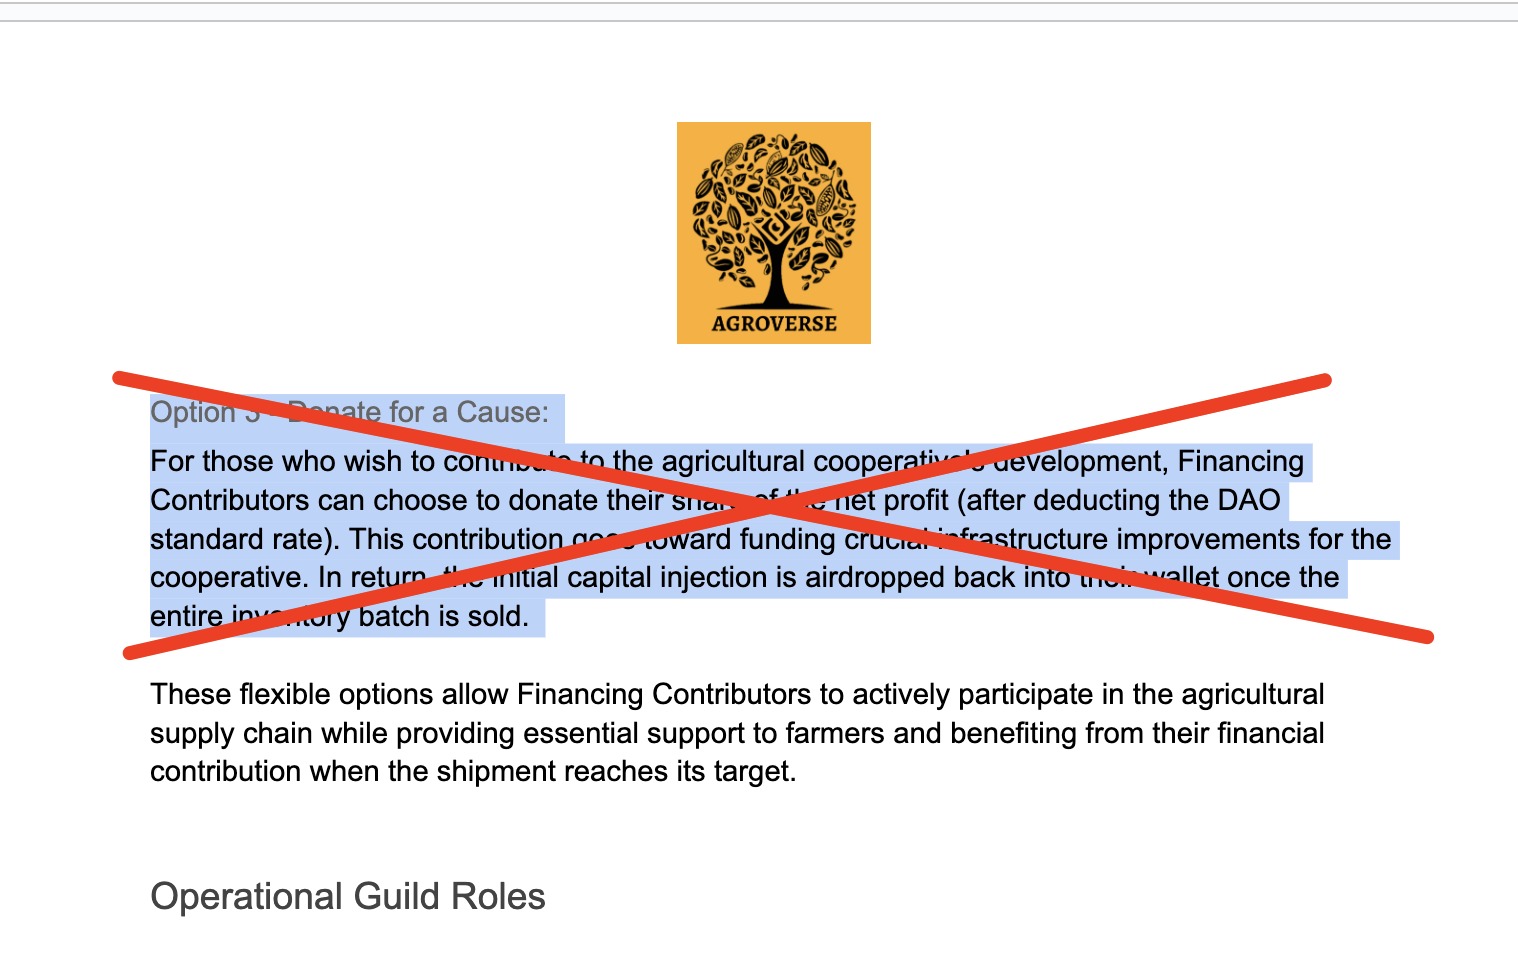 AGROVERSE
Option 3 - Donate for a Cause:
For those who wish to contribute to the agricultural cooperative's development, Financing
Contributors can choose to donate their share of the net profit (after deducting the DAO
standard rate). This contribution goes toward funding crucial infrastructure improvements for the
cooperative. In return, the initial capital injection is airdropped back into their wallet once the
entire inventory batch is sold.
These flexible options allow Financing Contributors to actively participate in the agricultural
supply chain while providing essential support to farmers and benefiting from their financial
contribution when the shipment reaches its target.
Operational Guild Roles